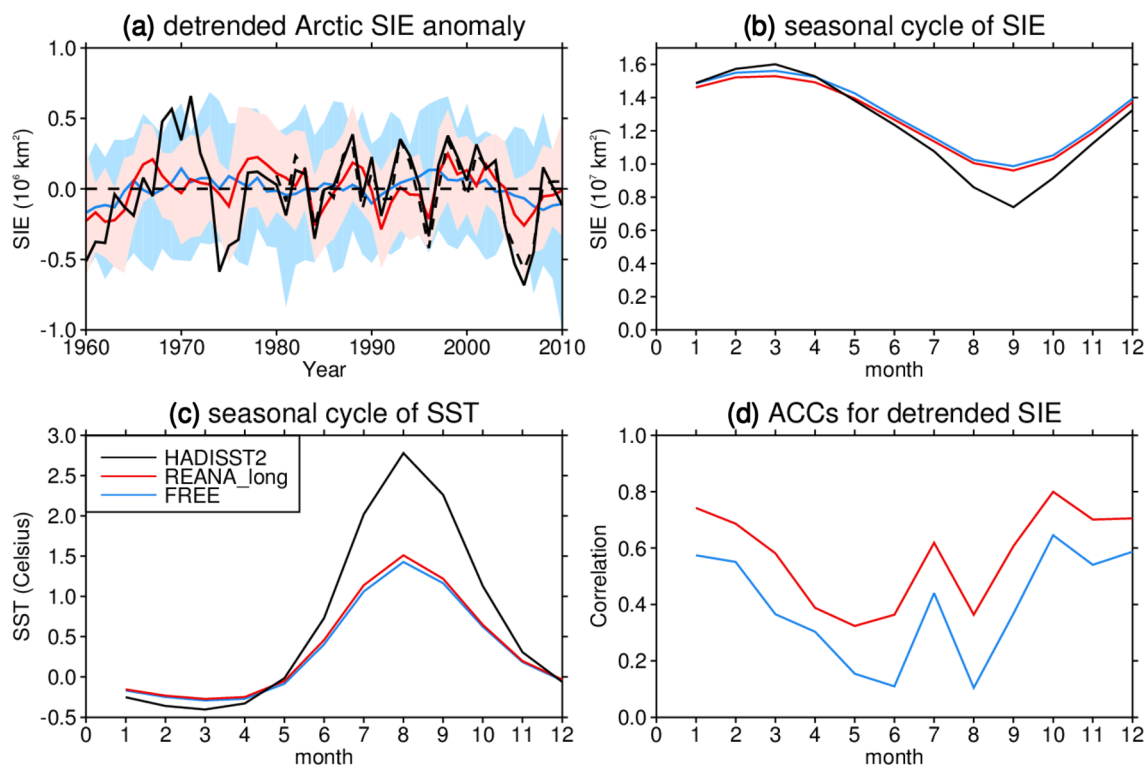 (a) detrended Arctic SIE anomaly
1.0
0.5
0.0
-0.5
-1.0
SIE (10⁶ km²)
1960 1970 1980 1990 2000 2010
Year
(b) seasonal cycle of SIE
1.6
1.4
1.2
1.0
0.8
0.6
0.4
0.2
0.0
SIE (10⁷ km²)
0 1 2 3 4 5 6 7 8 9 10 11 12
month
(c) seasonal cycle of SST
3.0
2.5
2.0
1.5
1.0
0.5
0.0
-0.5
SST (Celsius)
HADISST2
REANA_long
FREE
0 1 2 3 4 5 6 7 8 9 10 11 12
month
(d) ACCs for detrended SIE
1.0
0.8
0.6
0.4
0.2
0.0
Correlation
0 1 2 3 4 5 6 7 8 9 10 11 12
month